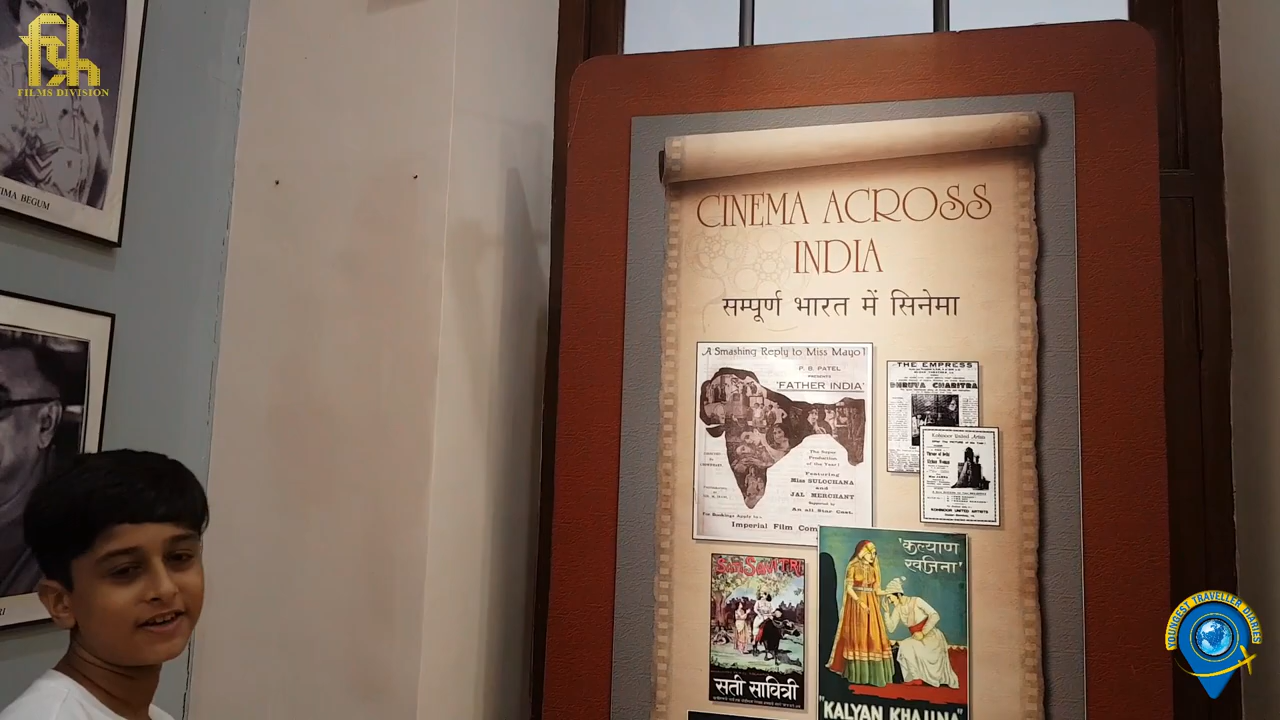 FILMS DIVISION
IMA BEGUM
CINEMA ACROSS
INDIA
सम्पूर्ण भारत में सिनेमा
A Smashing Reply to Miss Mayo!
P. B. PATEL
PRESENTS
'FATHER INDIA'
The Super
Production
of the Year!
Featuring
Miss SULOCHANA
and
JAL MERCHANT
Supported by
An all Star Cast.
For Bookings Apply to:-
Imperial Film Com
THE EMPRESS
DHRUVA CHARITRA
Kohinoor United Artists
KOHINOOR UNITED ARTISTS
SATI SAVITRI
सती सावित्री
'कल्याण
खजिना'
"KALYAN KHAJINA"
YOUNGEST TRAVELLER DIARIES